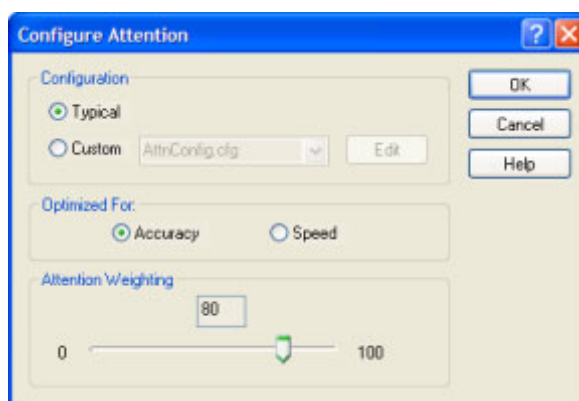 Configure Attention
Configuration
OK
Typical
Cancel
Custom AttnConfig.cfg Edit
Help
Optimized For:
Accuracy Speed
Attention Weighting
80
0 100